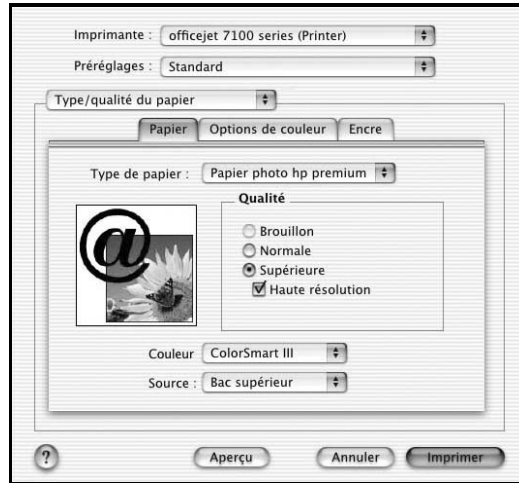 Imprimante : officejet 7100 series (Printer)
Préréglages : Standard
Type/qualité du papier
Papier Options de couleur Encre
Type de papier : Papier photo hp premium
Qualité
Brouillon
Normale
Supérieure
Haute résolution
@
Couleur ColorSmart III
Source : Bac supérieur
? Aperçu Annuler Imprimer